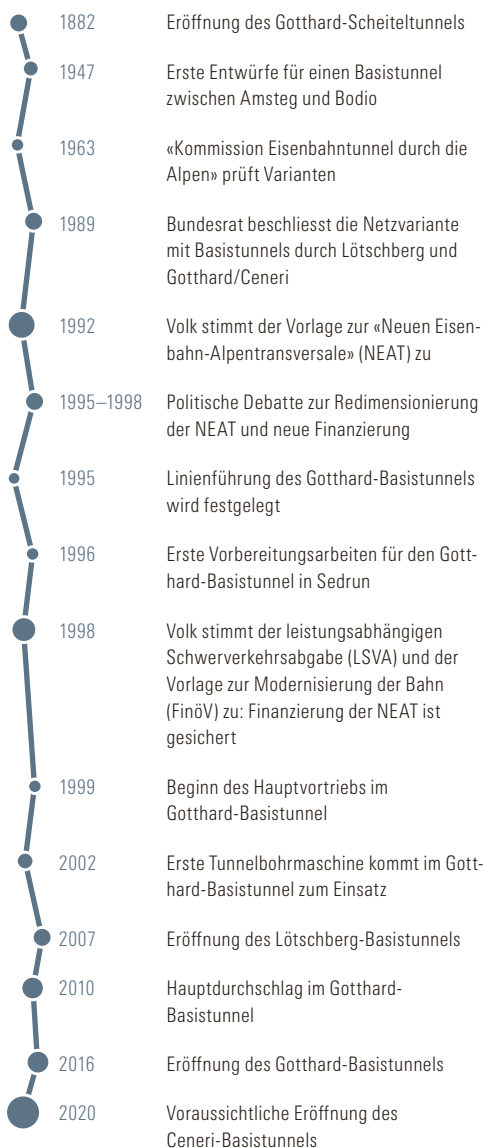 1882 Eröffnung des Gotthard-Scheiteltunnels
1947 Erste Entwürfe für einen Basistunnel
zwischen Amsteg und Bodio
1963 «Kommission Eisenbahntunnel durch die
Alpen» prüft Varianten
1989 Bundesrat beschliesst die Netzvariante
mit Basistunnels durch Lötschberg und
Gotthard/Ceneri
1992 Volk stimmt der Vorlage zur «Neuen Eisen-
bahn-Alpentransversale» (NEAT) zu
1995–1998 Politische Debatte zur Redimensionierung
der NEAT und neue Finanzierung
1995 Linienführung des Gotthard-Basistunnels
wird festgelegt
1996 Erste Vorbereitungsarbeiten für den Gott-
hard-Basistunnel in Sedrun
1998 Volk stimmt der leistungsabhängigen
Schwerverkehrsabgabe (LSVA) und der
Vorlage zur Modernisierung der Bahn
(FinöV) zu: Finanzierung der NEAT ist
gesichert
1999 Beginn des Hauptvortriebs im
Gotthard-Basistunnel
2002 Erste Tunnelbohrmaschine kommt im Gott-
hard-Basistunnel zum Einsatz
2007 Eröffnung des Lötschberg-Basistunnels
2010 Hauptdurchschlag im Gotthard-
Basistunnel
2016 Eröffnung des Gotthard-Basistunnels
2020 Voraussichtliche Eröffnung des
Ceneri-Basistunnels